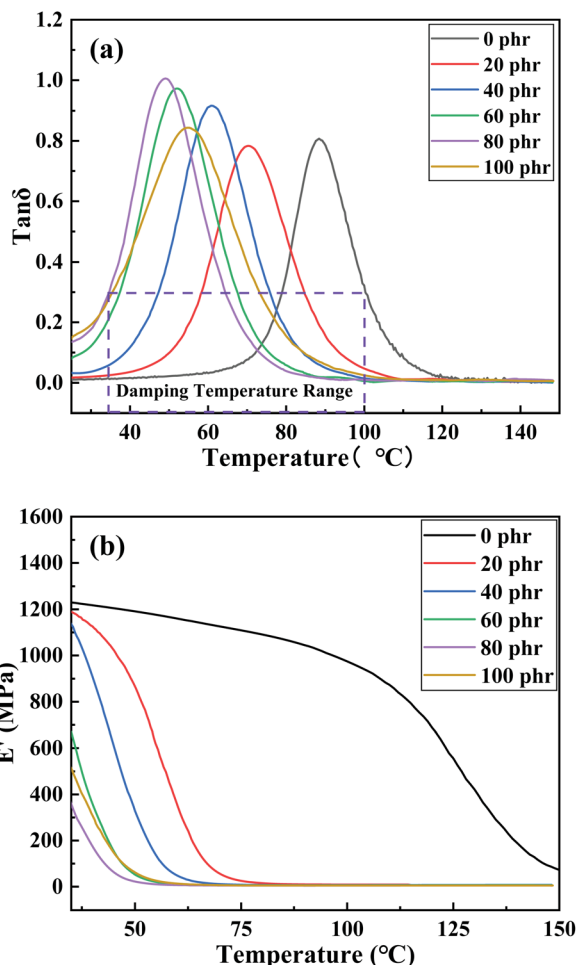 (a)
0 phr
20 phr
40 phr
60 phr
80 phr
100 phr
Tanδ
1.2
1.0
0.8
0.6
0.4
0.2
0.0
Damping Temperature Range
40 60 80 100 120 140
Temperature( ℃)
(b)
0 phr
20 phr
40 phr
60 phr
80 phr
100 phr
E' (MPa)
1600
1400
1200
1000
800
600
400
200
0
50 75 100 125 150
Temperature (℃)